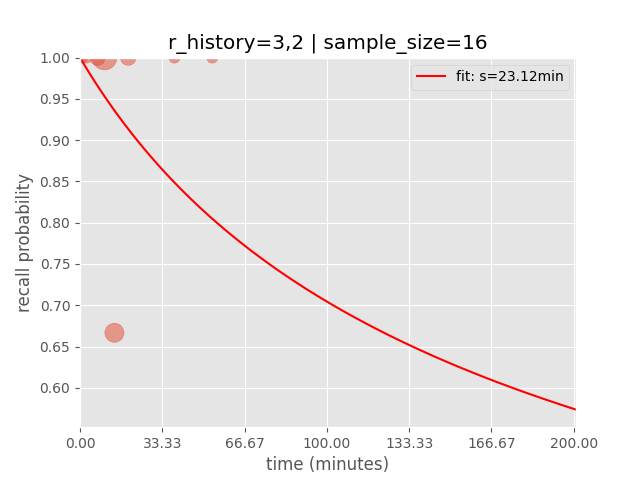 r_history=3,2 | sample_size=16
fit: s=23.12min
recall probability
1.00
0.95
0.90
0.85
0.80
0.75
0.70
0.65
0.60
0.00 33.33 66.67 100.00 133.33 166.67 200.00
time (minutes)